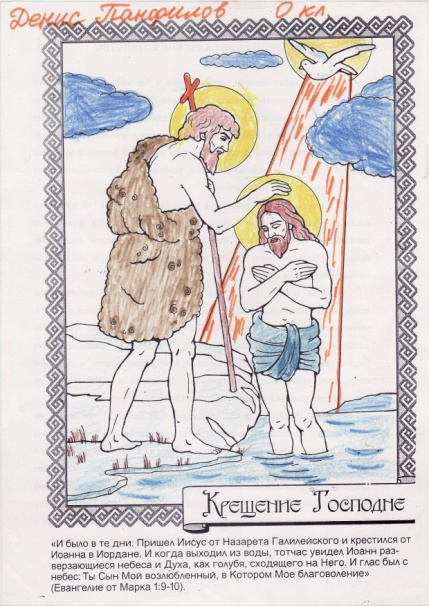 Денис Панфилов 0 кл.
Крещение Господне
«И было в те дни. Пришел Иисус от Назарета Галилейского и крестился от
Иоанна в Иордане. И когда выходил из воды, тотчас увидел Иоанн раз-
верзающиеся небеса и Духа, как голубя, сходящего на Него. И глас был с
небес: Ты Сын Мой возлюбленный, в Котором Мое благоволение»
(Евангелие от Марка 1:9-10).